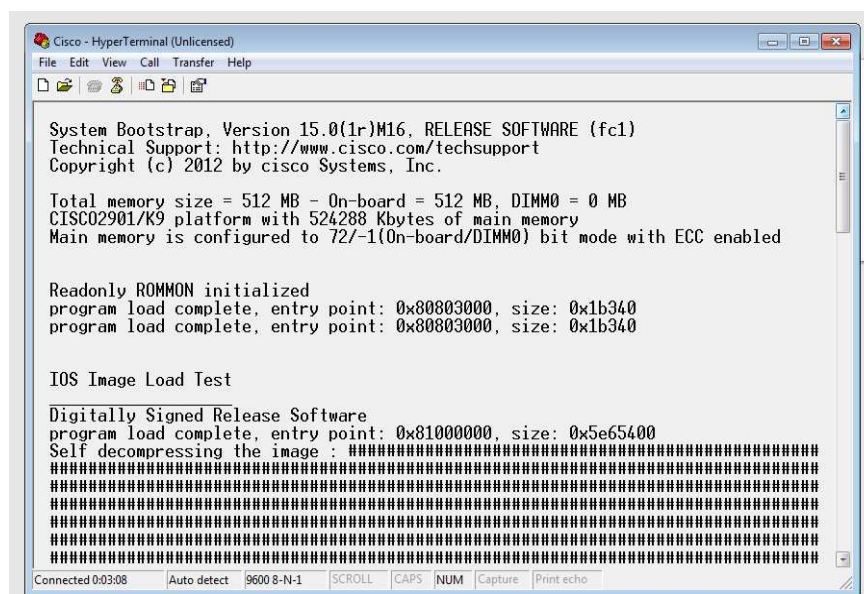 Cisco - HyperTerminal (Unlicensed)
File Edit View Call Transfer Help
System Bootstrap, Version 15.0(1r)M16, RELEASE SOFTWARE (fc1)
Technical Support: http://www.cisco.com/techsupport
Copyright (c) 2012 by cisco Systems, Inc.
Total memory size = 512 MB - On-board = 512 MB, DIMM0 = 0 MB
CISCO2901/K9 platform with 524288 Kbytes of main memory
Main memory is configured to 72/-1(On-board/DIMM0) bit mode with ECC enabled
Readonly ROMMON initialized
program load complete, entry point: 0x80803000, size: 0x1b340
program load complete, entry point: 0x80803000, size: 0x1b340
IOS Image Load Test
___________________
Digitally Signed Release Software
program load complete, entry point: 0x81000000, size: 0x5e65400
Self decompressing the image : #################################################
################################################################################
################################################################################
################################################################################
################################################################################
################################################################################
################################################################################
Connected 0:03:08 Auto detect 9600 8-N-1 SCROLL CAPS NUM Capture Print echo